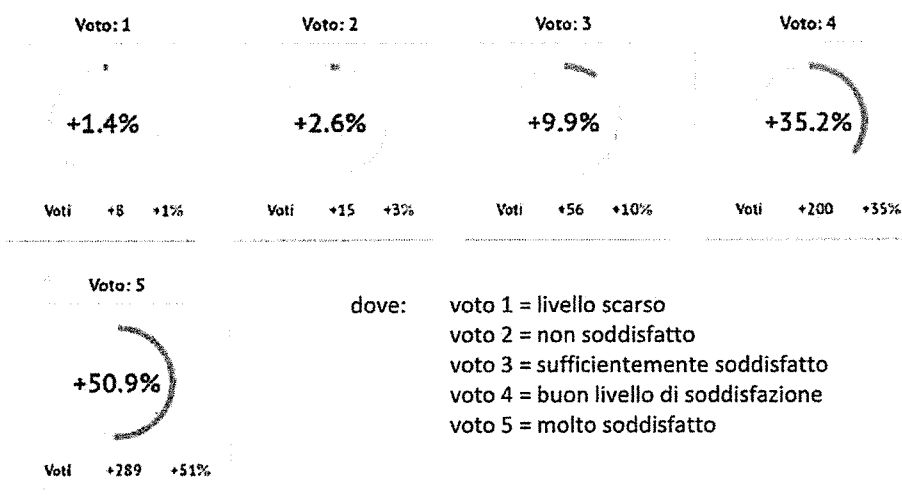 Voto: 1
Voto: 2
Voto: 3
Voto: 4
+1.4%
+2.6%
+9.9%
+35.2%
Voti +8 +1%
Voti +15 +3%
Voti +56 +10%
Voti +200 +35%
Voto: 5
+50.9%
Voti +289 +51%
dove: voto 1 = livello scarso
voto 2 = non soddisfatto
voto 3 = sufficientemente soddisfatto
voto 4 = buon livello di soddisfazione
voto 5 = molto soddisfatto